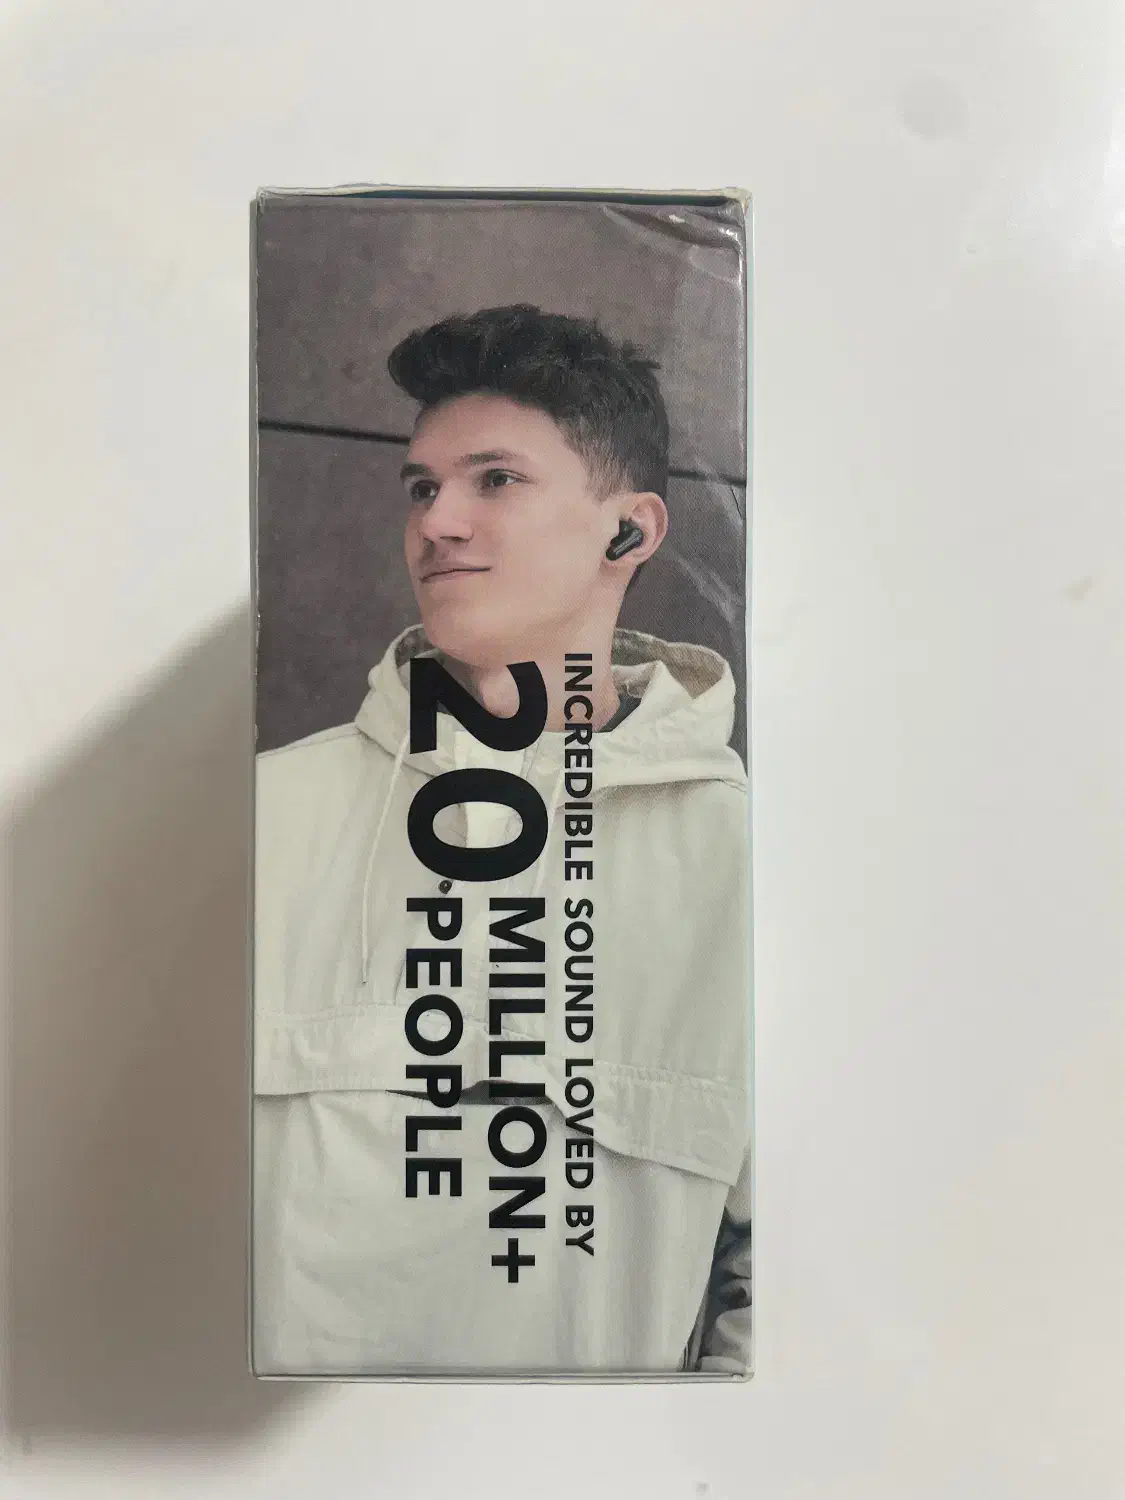 INCREDIBLE SOUND LOVED BY
20 MILLION+
PEOPLE